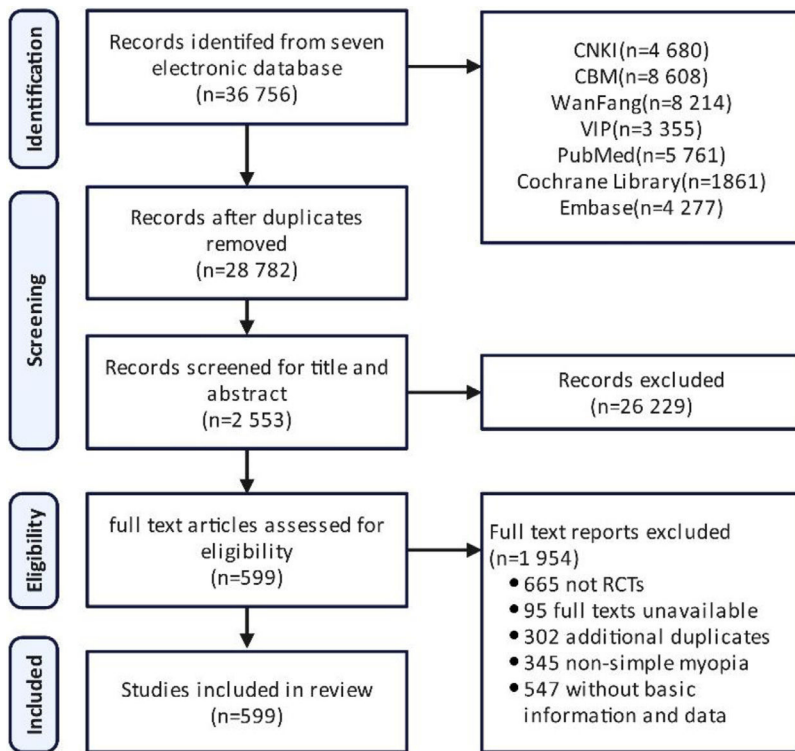 Identification
Records identifed from seven
electronic database
(n=36 756)
CNKI(n=4 680)
CBM(n=8 608)
WanFang(n=8 214)
VIP(n=3 355)
PubMed(n=5 761)
Cochrane Library(n=1861)
Embase(n=4 277)
Screening
Records after duplicates
removed
(n=28 782)
Records screened for title and
abstract
(n=2 553)
Records excluded
(n=26 229)
Eligibility
full text articles assessed for
eligibility
(n=599)
Full text reports excluded
(n=1 954)
• 665 not RCTs
• 95 full texts unavailable
• 302 additional duplicates
• 345 non-simple myopia
• 547 without basic
information and data
Included
Studies included in review
(n=599)